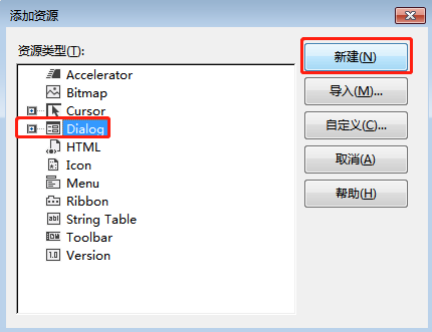 添加资源
资源类型(T):
Accelerator
Bitmap
Cursor
Dialog
HTML
Icon
Menu
Ribbon
String Table
Toolbar
Version
新建(N)
导入(M)...
自定义(C)...
取消(A)
帮助(H)